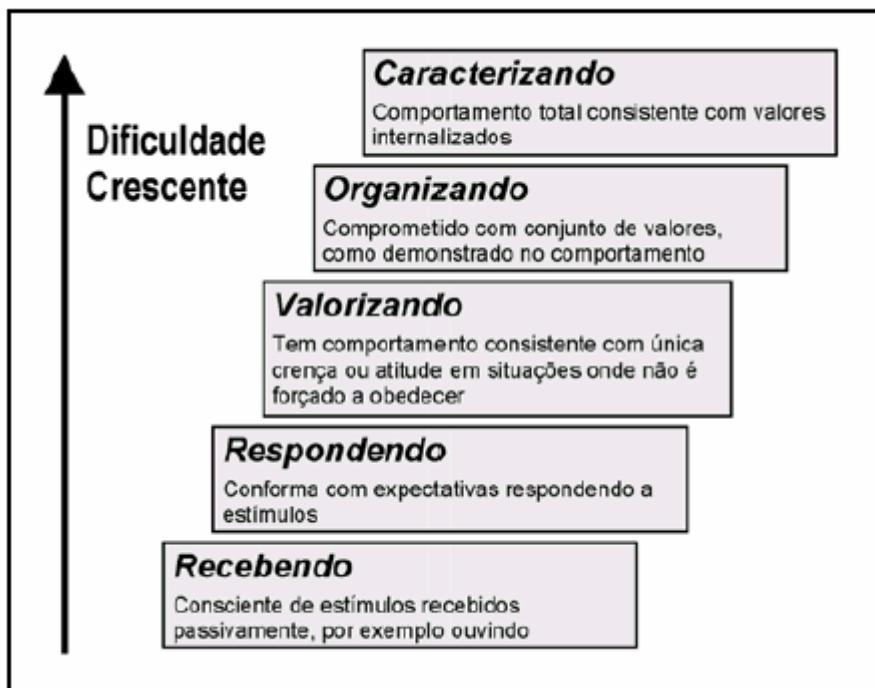 Dificuldade
Crescente
Caracterizando
Comportamento total consistente com valores
internalizados
Organizando
Comprometido com conjunto de valores,
como demonstrado no comportamento
Valorizando
Tem comportamento consistente com única
crença ou atitude em situações onde não é
forçado a obedecer
Respondendo
Conforma com expectativas respondendo a
estímulos
Recebendo
Consciente de estímulos recebidos
passivamente, por exemplo ouvindo